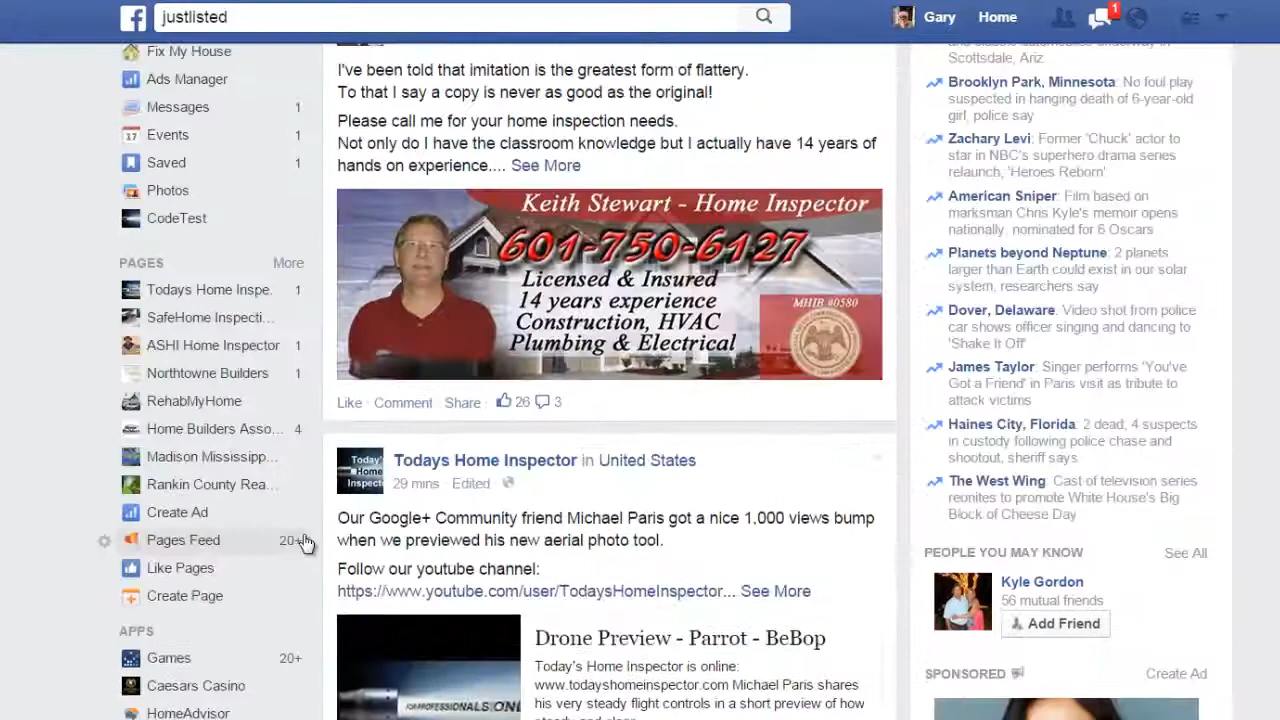 justlisted
Gary
Home
1
Fix My House
Ads Manager
Messages 1
Events 1
Saved 1
Photos
CodeTest
PAGES More
Todays Home Inspe. 1
SafeHome Inspecti...
ASHI Home Inspector 1
Northtowne Builders 1
RehabMyHome
Home Builders Asso... 4
Madison Mississipp...
Rankin County Rea...
Create Ad
Pages Feed 20+
Like Pages
Create Page
APPS
Games 20+
Caesars Casino
HomeAdvisor
I've been told that imitation is the greatest form of flattery.
To that I say a copy is never as good as the original!
Please call me for your home inspection needs.
Not only do I have the classroom knowledge but I actually have 14 years of
hands on experience.... See More
Keith Stewart - Home Inspector
601-750-6127
Licensed & Insured
14 years experience
Construction, HVAC
Plumbing & Electrical
MHIB #0580
Like · Comment · Share · 26 3
Today's
Home
Inspect
Todays Home Inspector in United States
29 mins · Edited ·
Our Google+ Community friend Michael Paris got a nice 1,000 views bump
when we previewed his new aerial photo tool.
Follow our youtube channel:
https://www.youtube.com/user/TodaysHomeInspector... See More
FOR PROFESSIONALS ONL
Drone Preview - Parrot - BeBop
Today's Home Inspector is online:
www.todayshomeinspector.com Michael Paris shares
his very steady flight controls in a short preview of how
and classic automobiles underway in
Scottsdale, Ariz.
Brooklyn Park, Minnesota: No foul play
suspected in hanging death of 6-year-old
girl, police say
Zachary Levi: Former 'Chuck' actor to
star in NBC's superhero drama series
relaunch, 'Heroes Reborn'
American Sniper: Film based on
marksman Chris Kyle's memoir opens
nationally, nominated for 6 Oscars
Planets beyond Neptune: 2 planets
larger than Earth could exist in our solar
system, researchers say
Dover, Delaware: Video shot from police
car shows officer singing and dancing to
'Shake It Off'
James Taylor: Singer performs 'You've
Got a Friend' in Paris visit as tribute to
attack victims
Haines City, Florida: 2 dead, 4 suspects
in custody following police chase and
shootout, sheriff says
The West Wing: Cast of television series
reunites to promote White House's Big
Block of Cheese Day
PEOPLE YOU MAY KNOW See All
Kyle Gordon
56 mutual friends
Add Friend
SPONSORED Create Ad